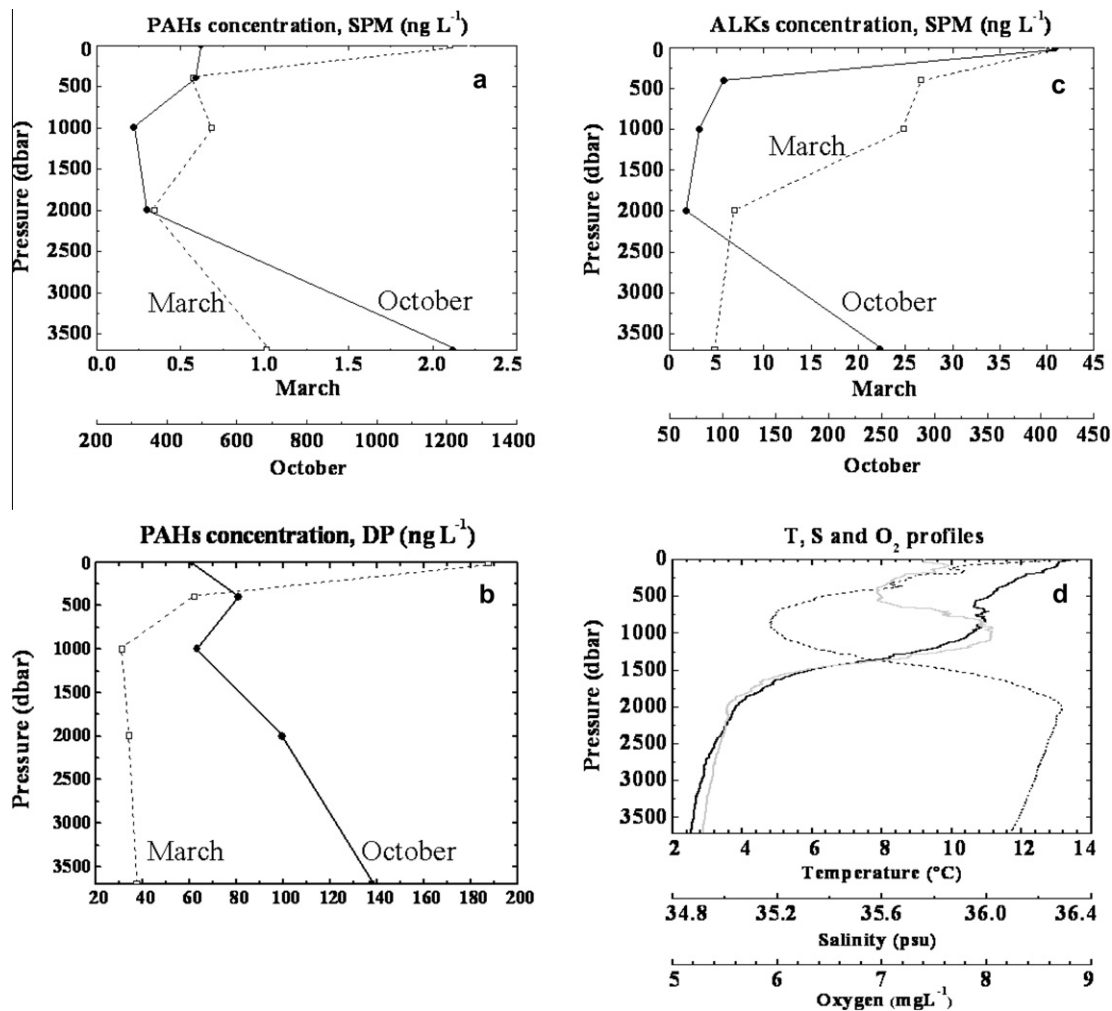 PAHs concentration, SPM (ng L-1)
0
500
1000
1500
2000
2500
3000
3500
Pressure (dbar)
a
March
October
0.0 0.5 1.0 1.5 2.0 2.5
March
200 400 600 800 1000 1200 1400
October
ALKs concentration, SPM (ng L-1)
0
500
1000
1500
2000
2500
3000
3500
Pressure (dbar)
c
March
October
0 5 10 15 20 25 30 35 40 45
March
50 100 150 200 250 300 350 400 450
October
PAHs concentration, DP (ng L-1)
0
500
1000
1500
2000
2500
3000
3500
Pressure (dbar)
b
March
October
20 40 60 80 100 120 140 160 180 200
T, S and O2 profiles
0
500
1000
1500
2000
2500
3000
3500
Pressure (dbar)
d
2 4 6 8 10 12 14
Temperature (°C)
34.8 35.2 35.6 36.0 36.4
Salinity (psu)
5 6 7 8 9
Oxygen (mgL-1)